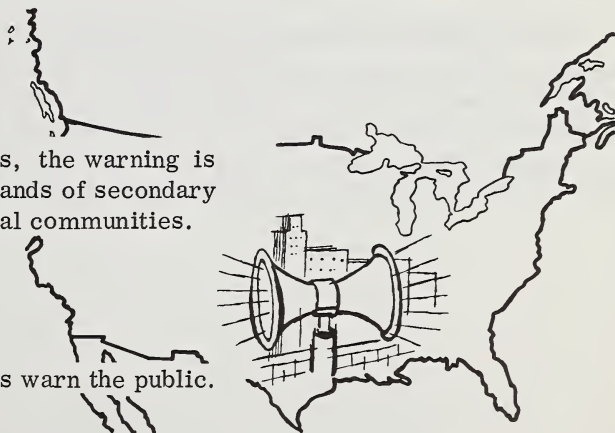 s, the warning is
ands of secondary
al communities.
s warn the public.